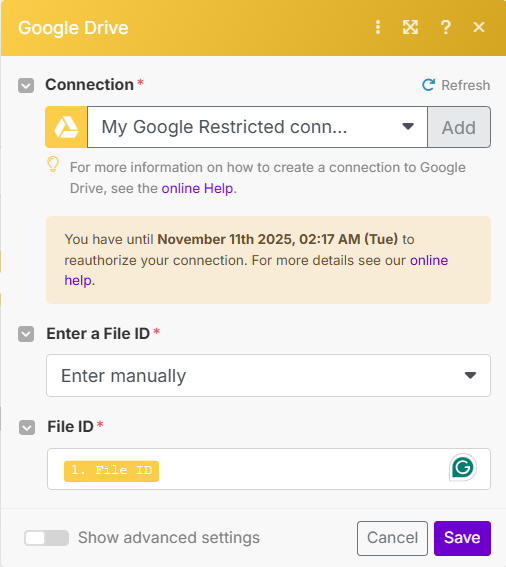 Google Drive
Connection*
Refresh
My Google Restricted conn...
Add
For more information on how to create a connection to Google
Drive, see the online Help.
You have until November 11th 2025, 02:17 AM (Tue) to
reauthorize your connection. For more details see our online
help.
Enter a File ID*
Enter manually
File ID*
1. File ID
Show advanced settings
Cancel
Save